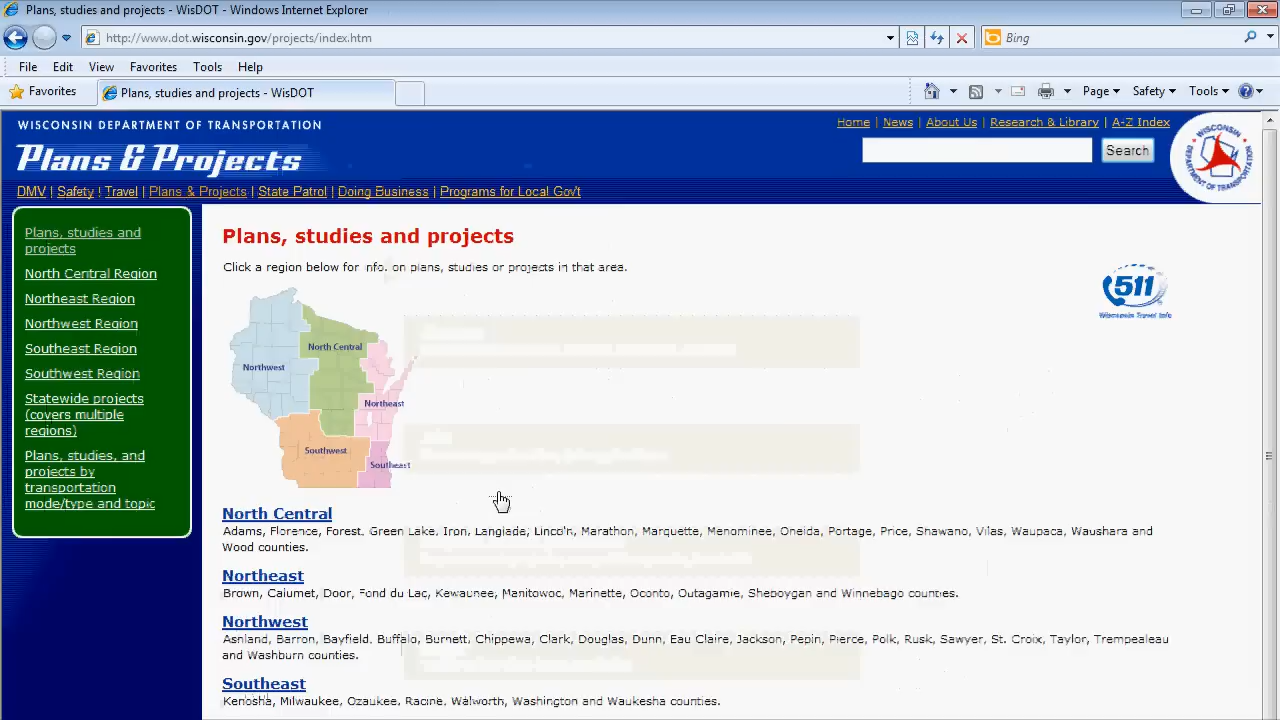 Plans, studies and projects - WisDOT - Windows Internet Explorer
http://www.dot.wisconsin.gov/projects/index.htm
Bing
File Edit View Favorites Tools Help
Favorites
Plans, studies and projects - WisDOT
Page Safety Tools
WISCONSIN DEPARTMENT OF TRANSPORTATION
Home | News | About Us | Research & Library | A-Z Index
Plans & Projects
Search
WISCONSIN
DEPARTMENT OF TRANSPORTATION
DMV | Safety | Travel | Plans & Projects | State Patrol | Doing Business | Programs for Local Gov't
Plans, studies and
projects
North Central Region
Northeast Region
Northwest Region
Southeast Region
Southwest Region
Statewide projects
(covers multiple
regions)
Plans, studies, and
projects by
transportation
mode/type and topic
Plans, studies and projects
Click a region below for info. on plans, studies or projects in that area.
511
Wisconsin Travel Info
North Central
Northwest
Northeast
Southwest
Southeast
North Central
Adams, Florence, Forest, Green Lake, Iron, Langlade, Lincoln, Marathon, Marquette, Menominee, Oneida, Portage, Price, Shawano, Vilas, Waupaca, Waushara and
Wood counties.
Northeast
Brown, Calumet, Door, Fond du Lac, Kewaunee, Manitowoc, Marinette, Oconto, Outagamie, Sheboygan and Winnebago counties.
Northwest
Ashland, Barron, Bayfield, Buffalo, Burnett, Chippewa, Clark, Douglas, Dunn, Eau Claire, Jackson, Pepin, Pierce, Polk, Rusk, Sawyer, St. Croix, Taylor, Trempealeau
and Washburn counties.
Southeast
Kenosha, Milwaukee, Ozaukee, Racine, Walworth, Washington and Waukesha counties.